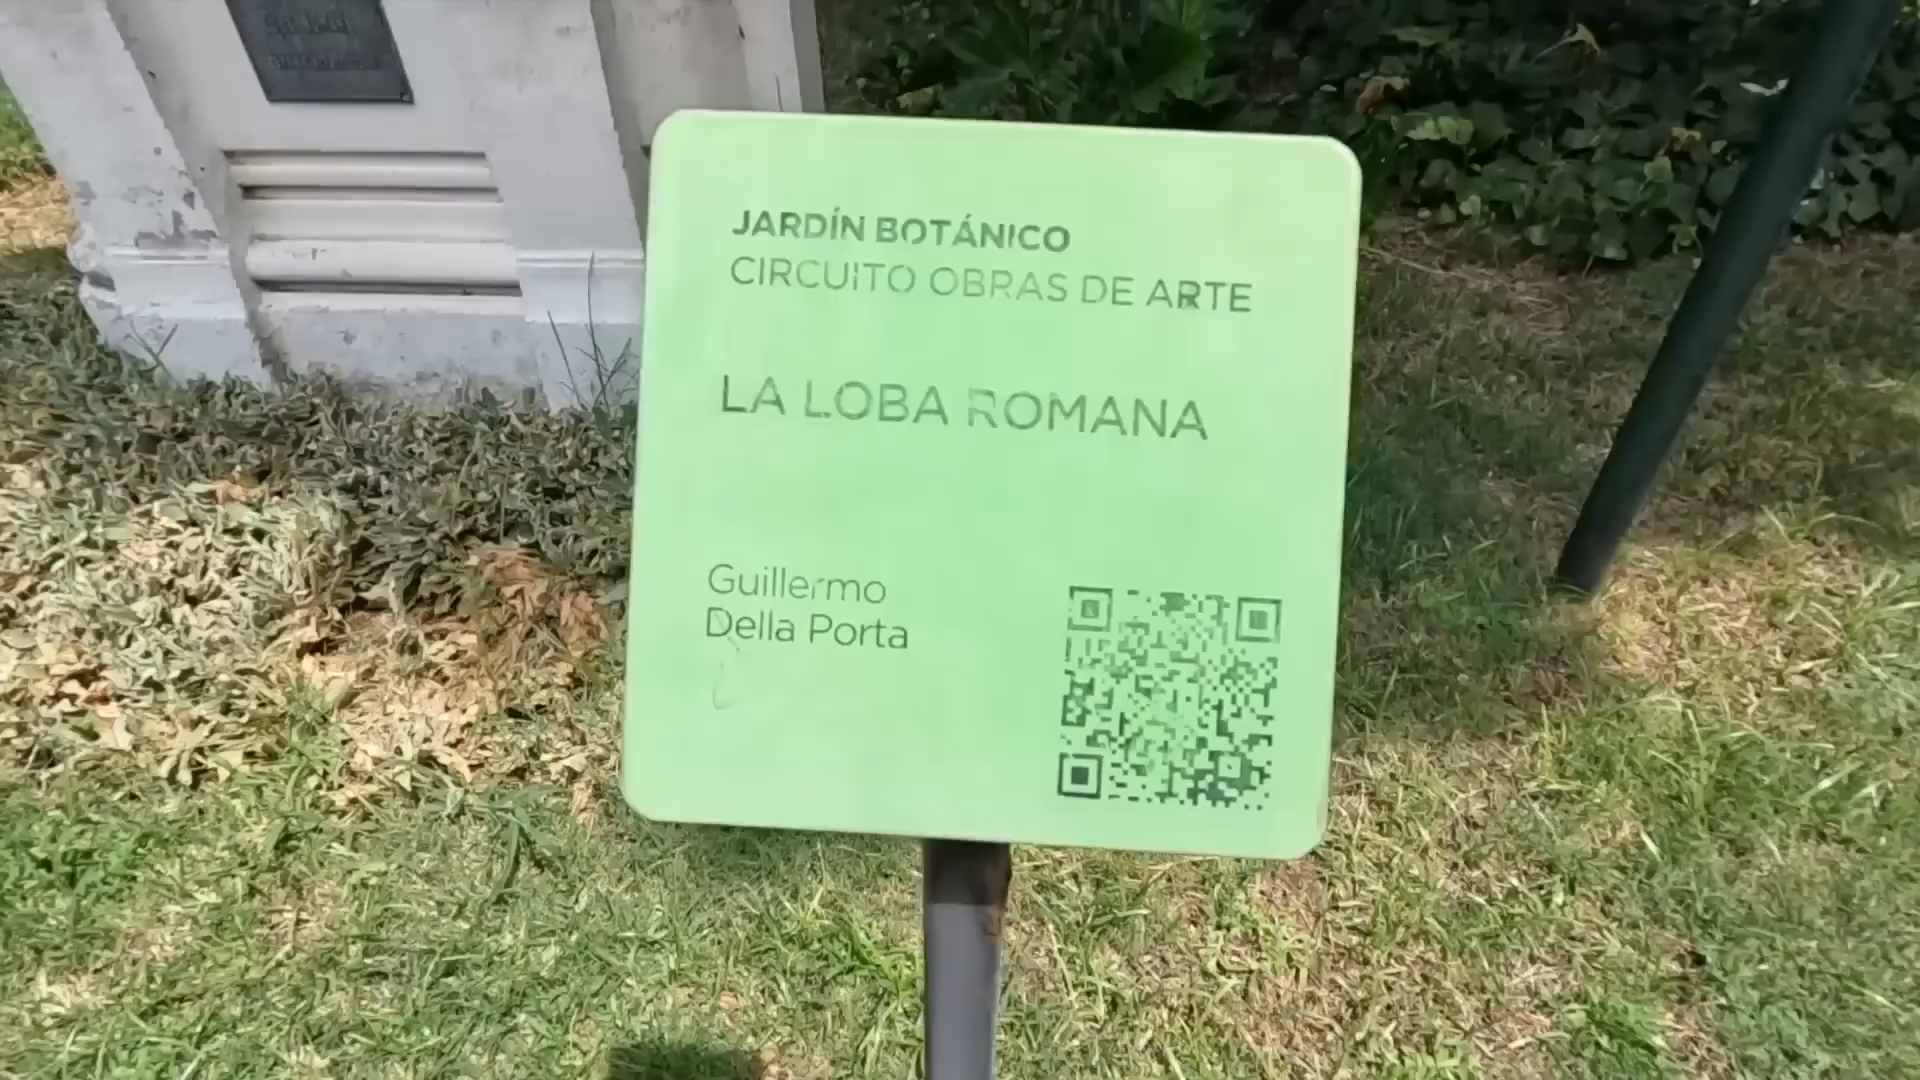 JARDÍN BOTÁNICO
CIRCUITO OBRAS DE ARTE
LA LOBA ROMANA
Guillermo
Della Porta